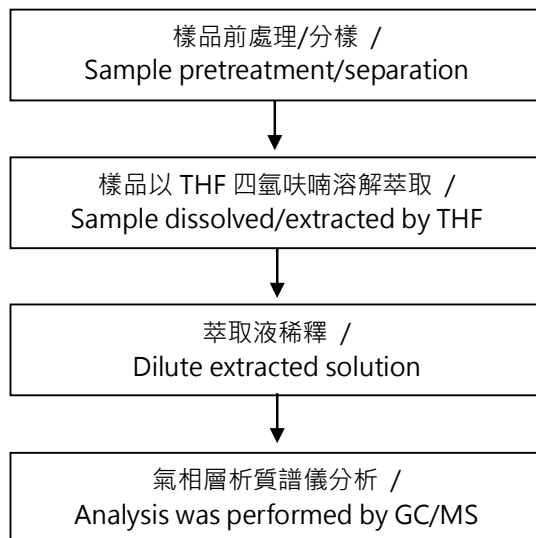 樣品前處理/分樣 /
Sample pretreatment/separation
樣品以 THF 四氫呋喃溶解萃取 /
Sample dissolved/extracted by THF
萃取液稀釋 /
Dilute extracted solution
氣相層析質譜儀分析 /
Analysis was performed by GC/MS